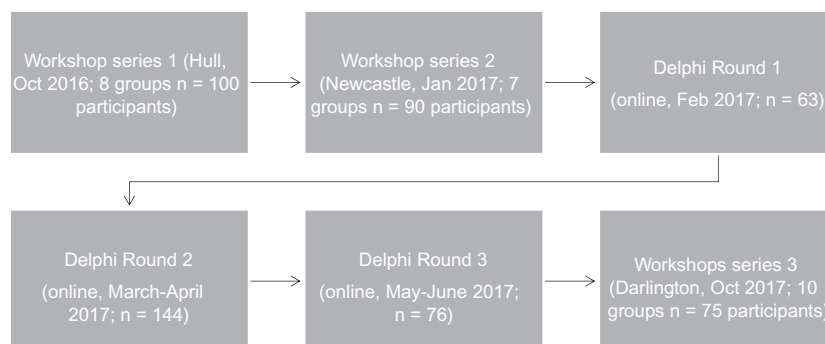 Workshop series 1 (Hull,
Oct 2016; 8 groups n = 100
participants)
Workshop series 2
(Newcastle, Jan 2017; 7
groups n = 90 participants)
Delphi Round 1
(online, Feb 2017; n = 63)
Delphi Round 2
(online, March-April
2017; n = 144)
Delphi Round 3
(online, May-June 2017;
n = 76)
Workshops series 3
(Darlington, Oct 2017; 10
groups n = 75 participants)